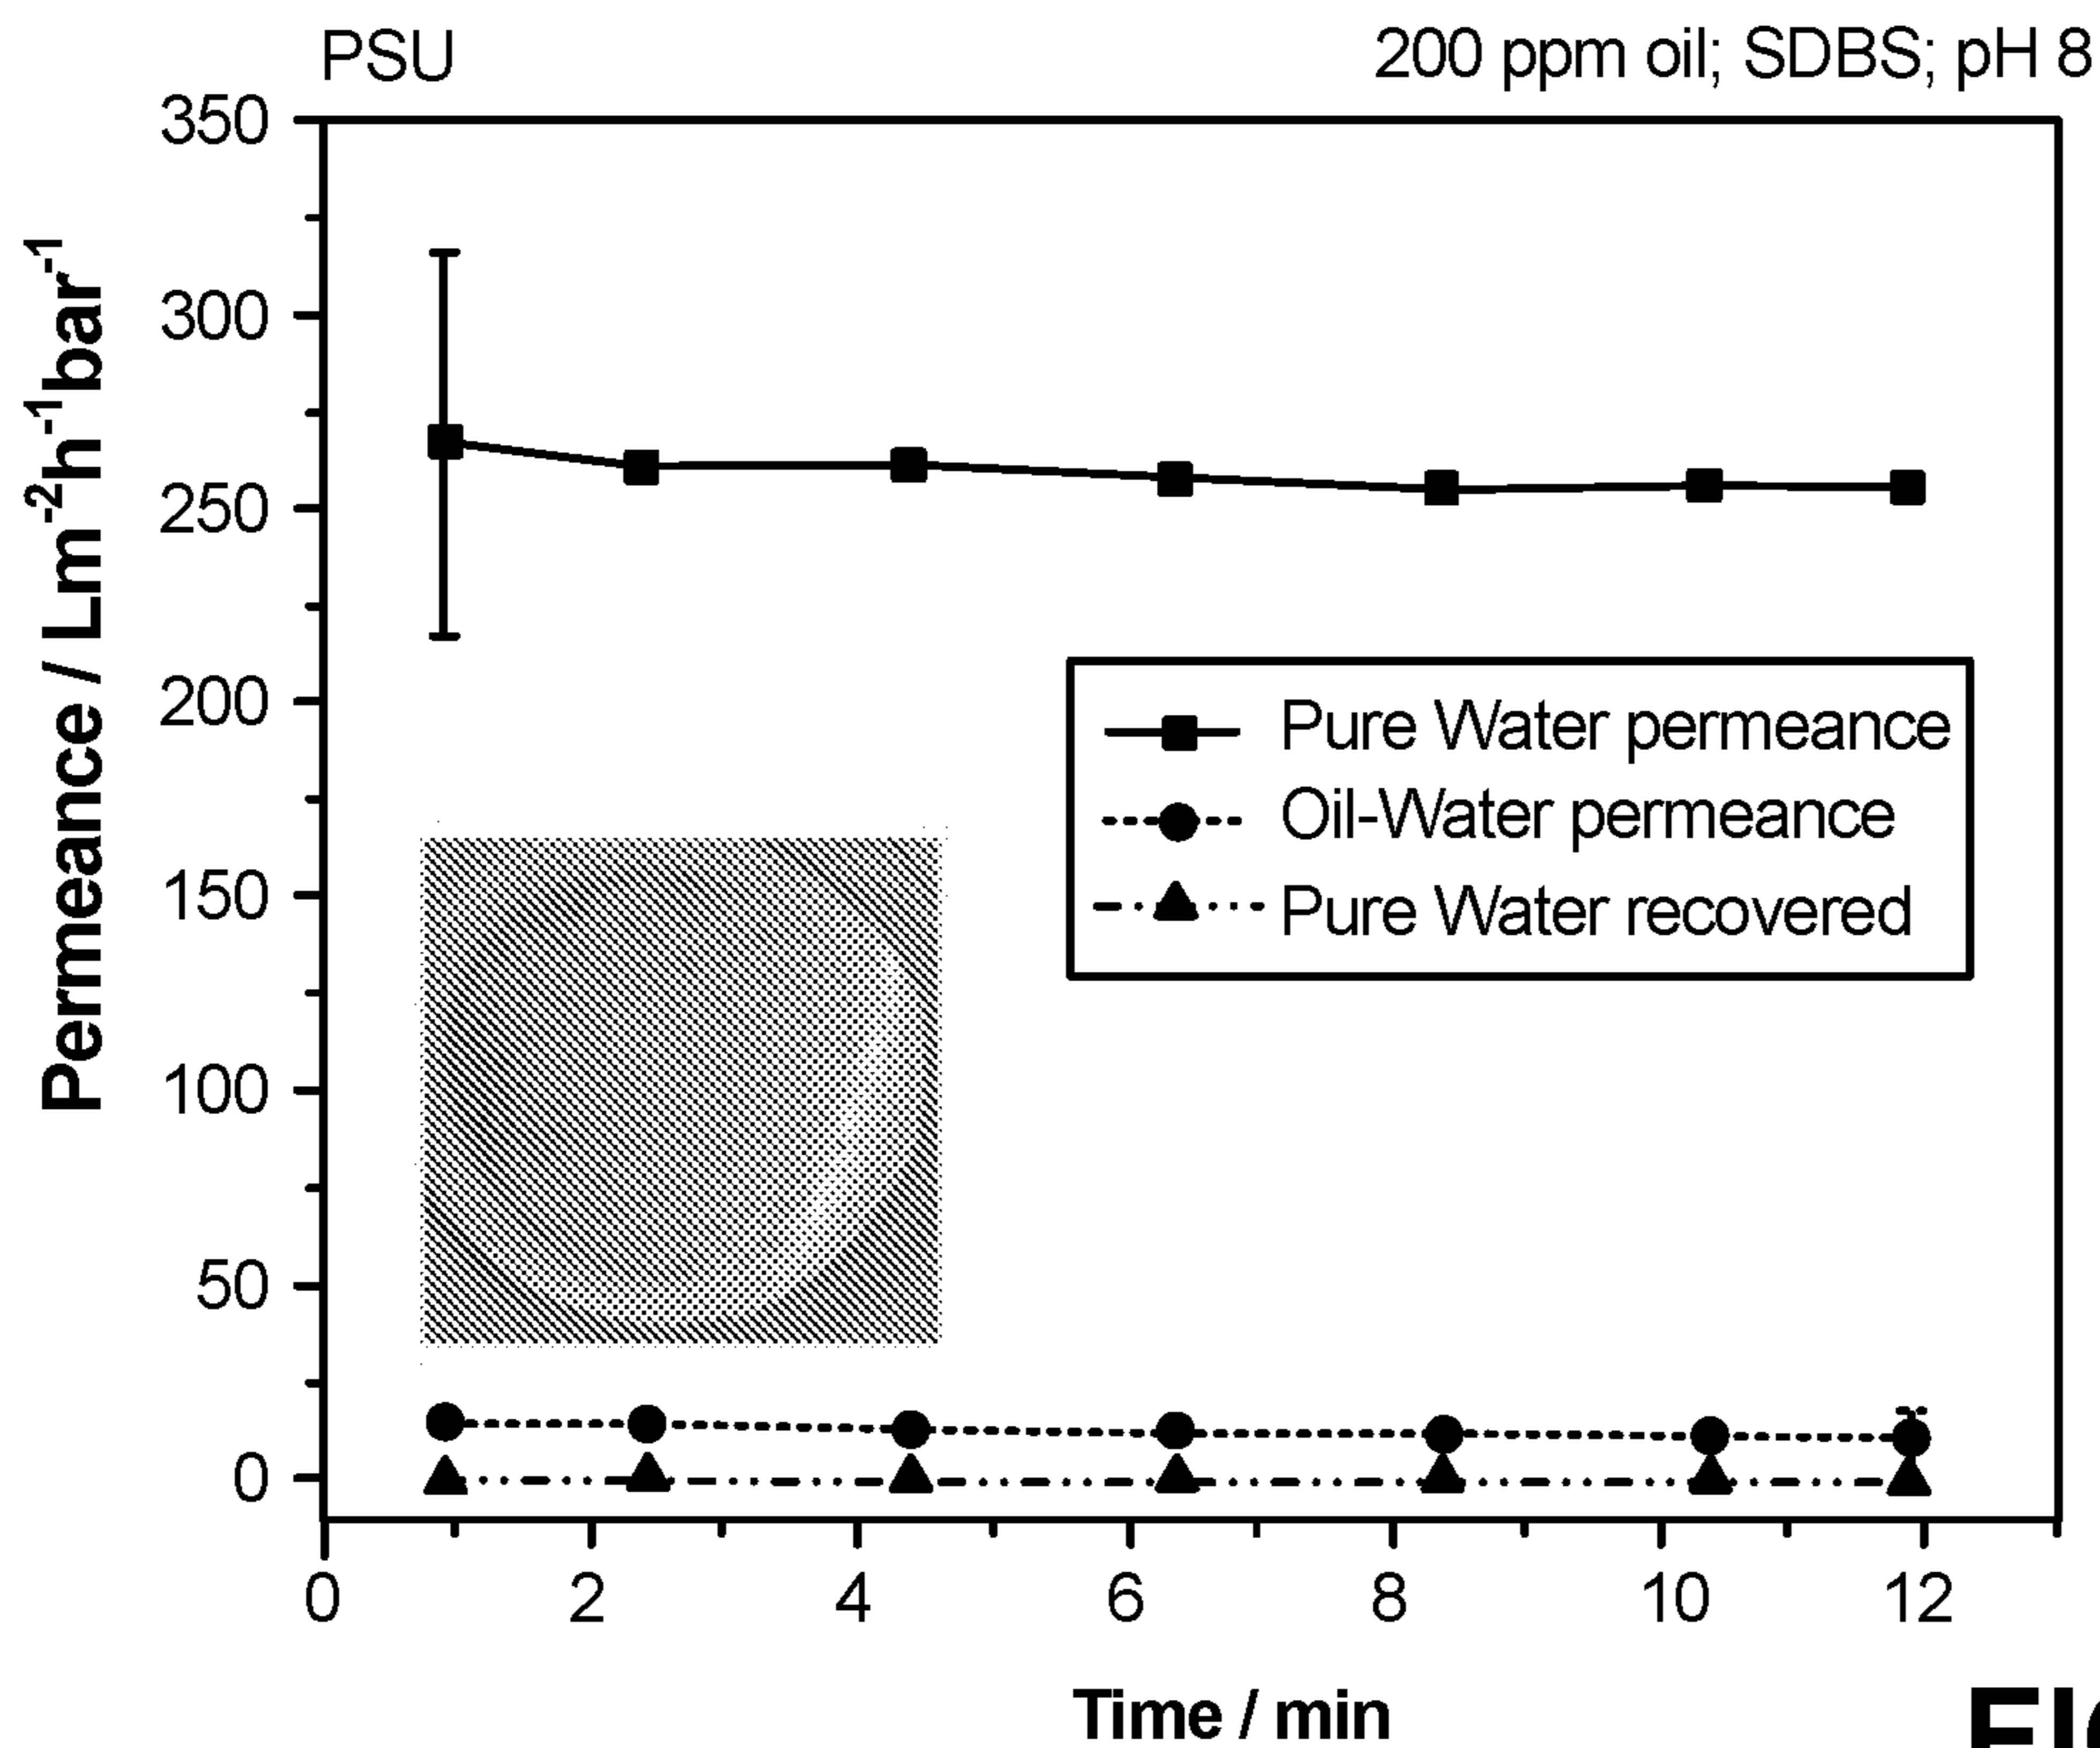 PSU 200 ppm oil; SDBS; pH 8
350
300
250
200
150
100
50
0
Permeance / Lm-2h-1bar-1
Pure Water permeance
Oil-Water permeance
Pure Water recovered
0 2 4 6 8 10 12
Time / min